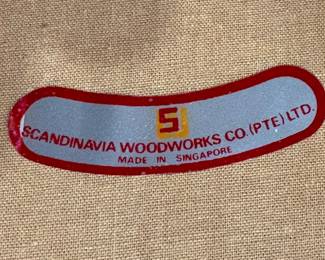 S
SCANDINAVIA WOODWORKS CO. (PTE) LTD.
MADE IN SINGAPORE